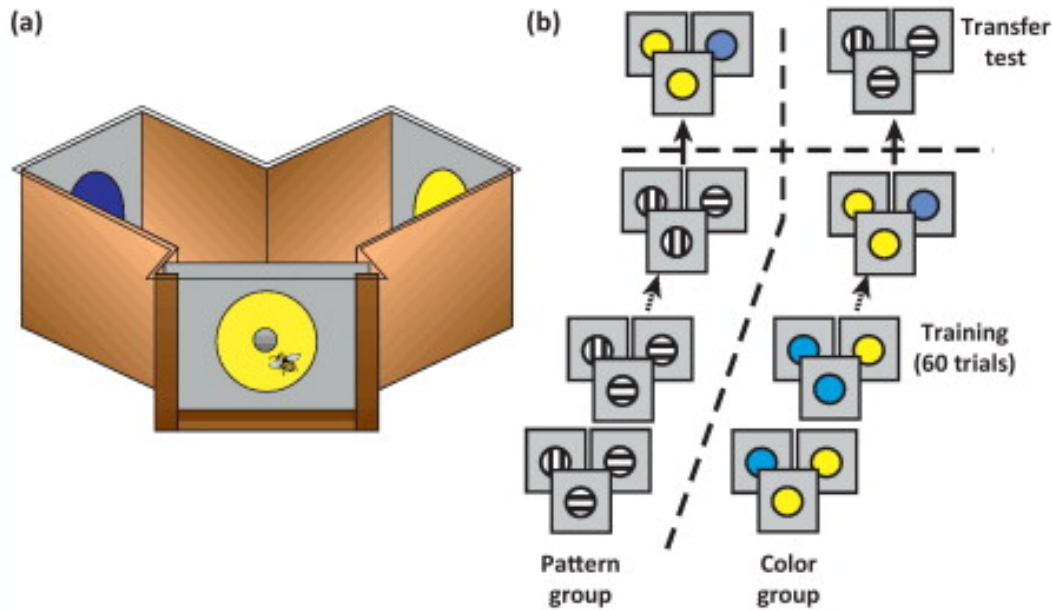 (a)
(b)
Transfer
test
Training
(60 trials)
Pattern
group
Color
group